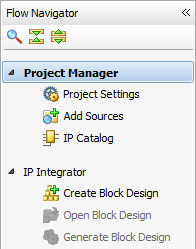 Flow Navigator
Project Manager
Project Settings
Add Sources
IP Catalog
IP Integrator
Create Block Design
Open Block Design
Generate Block Design